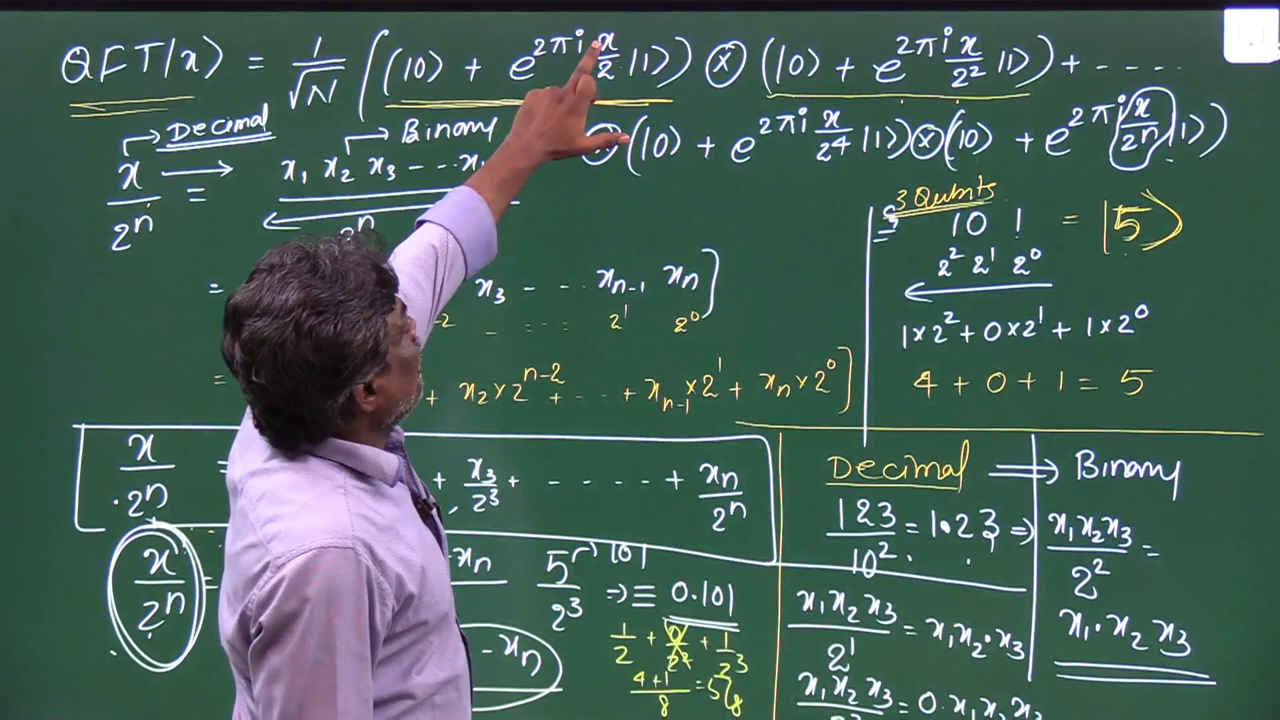 QFT|x⟩ = 1/√N ((|0⟩ + e^{2πi x/2} |1⟩) ⊗ (|0⟩ + e^{2πi x/2²} |1⟩) + ....
⊗ (|0⟩ + e^{2πi x/2⁴} |1⟩) ⊗ (|0⟩ + e^{2πi x/2ⁿ} |1⟩)
→ Decimal → Binary
x/2ⁿ → = x₁ x₂ x₃ - ... / 2ⁿ
= x₃ - ... xₙ₋₁ xₙ]
-2 - ... 2¹ 2⁰
= + x₂×2ⁿ⁻² + ... + xₙ₋₁×2¹ + xₙ×2⁰]
3 Qubits
10 1 = |5⟩
2² 2¹ 2⁰
1×2² + 0×2¹ + 1×2⁰
4 + 0 + 1 = 5
x/2ⁿ = + x₃/2³ + - - - - - + xₙ/2ⁿ
x/2ⁿ = xₙ
5/2³ → 101 ⇒ ≡ 0.101
1/2 + 0/2² + 1/2³
4+1/8 = 5/8
- xₙ
Decimal ⇒ Binary
123/10² = 1.23 ⇒ x₁x₂x₃/2² =
x₁.x₂x₃
x₁x₂x₃/2¹ = x₁x₂.x₃
x₁x₂x₃ = 0.x₁x₂x₃